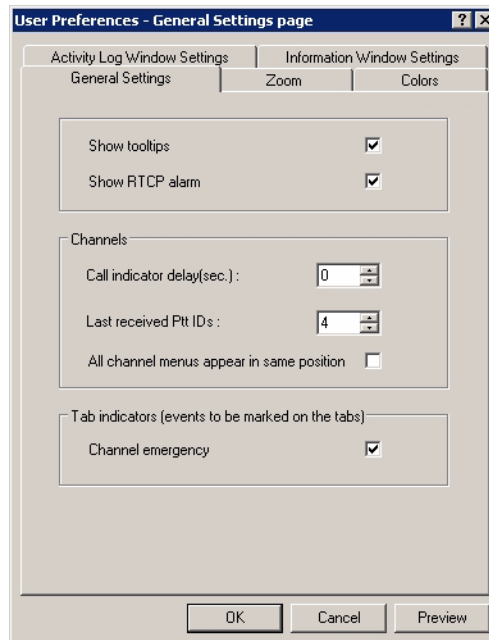 User Preferences - General Settings page
Activity Log Window Settings
Information Window Settings
General Settings
Zoom
Colors
Show tooltips
Show RTCP alarm
Channels
Call indicator delay(sec.) :
0
Last received Ptt IDs :
4
All channel menus appear in same position
Tab indicators (events to be marked on the tabs)
Channel emergency
OK
Cancel
Preview